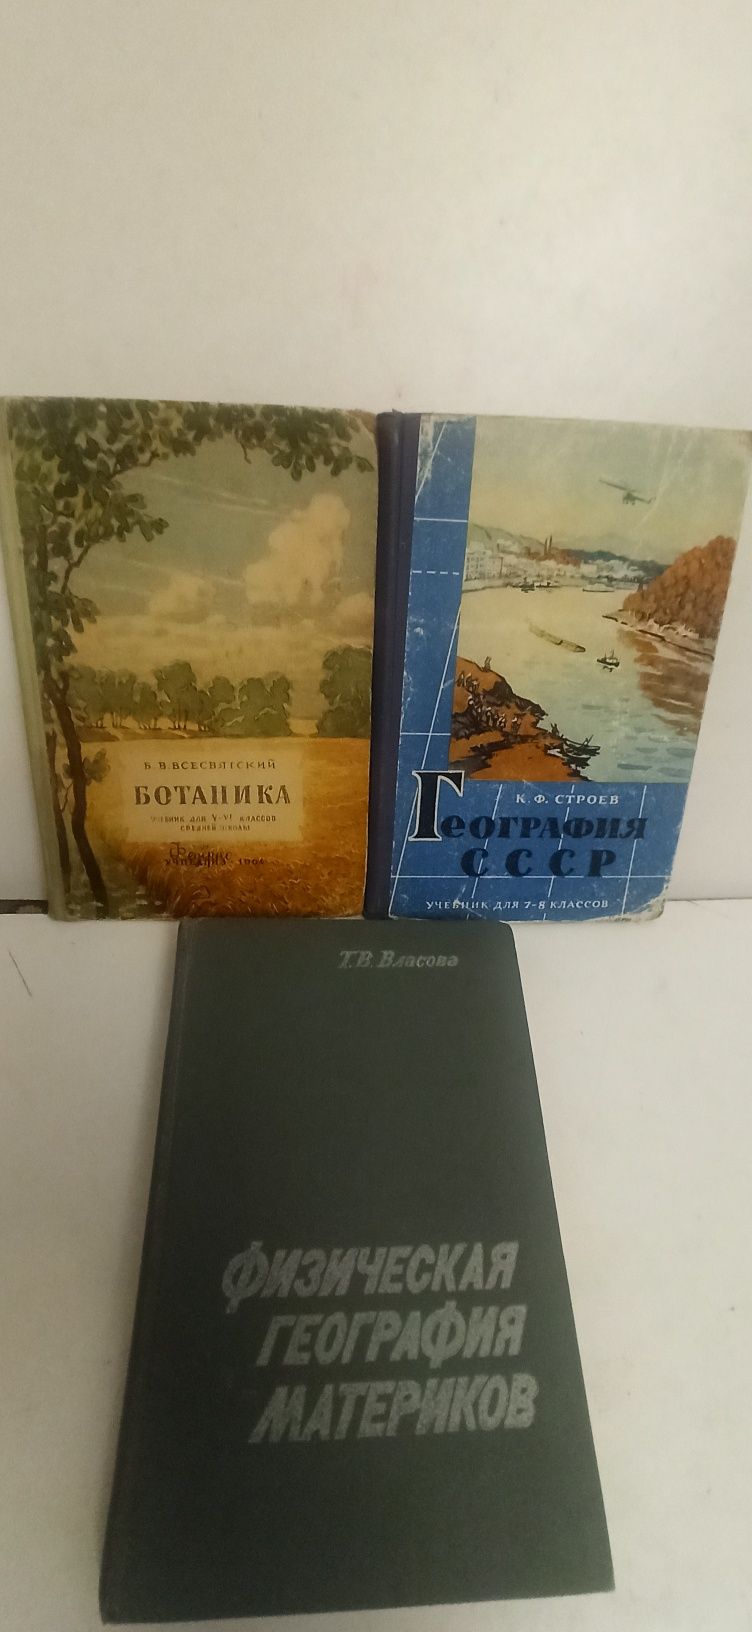 Б. В. ВСЕСВЯТСКИЙ
БОТАНИКА
УЧЕБНИК ДЛЯ V-VI КЛАССОВ
СРЕДНЕЙ ШКОЛЫ
УЧПЕДГИЗ
К. Ф. СТРОЕВ
ГЕОГРАФИЯ
СССР
УЧЕБНИК ДЛЯ 7-8 КЛАССОВ
Т. В. Власова
ФИЗИЧЕСКАЯ
ГЕОГРАФИЯ
МАТЕРИКОВ